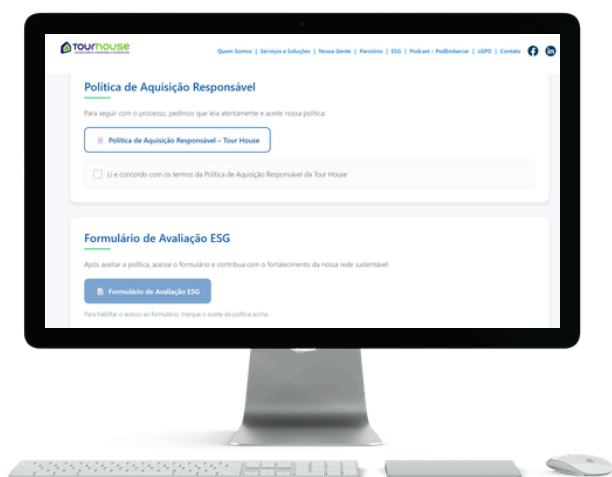 TOURHOUSE
Quem Somos | Serviços e Soluções | Nossa Gente | Parceiros | ESG | Podcast – PodEmbarcar | LGPD | Contato
Política de Aquisição Responsável
Para seguir com o processo, pedimos que leia atentamente e aceite nossa política:
Política de Aquisição Responsável – Tour House
Li e concordo com os termos da Política de Aquisição Responsável da Tour House
Formulário de Avaliação ESG
Após aceitar a política, acesse o formulário e contribua com o fortalecimento da nossa rede sustentável:
Formulário de Avaliação ESG
Para habilitar o acesso ao formulário, marque o aceite da política acima.